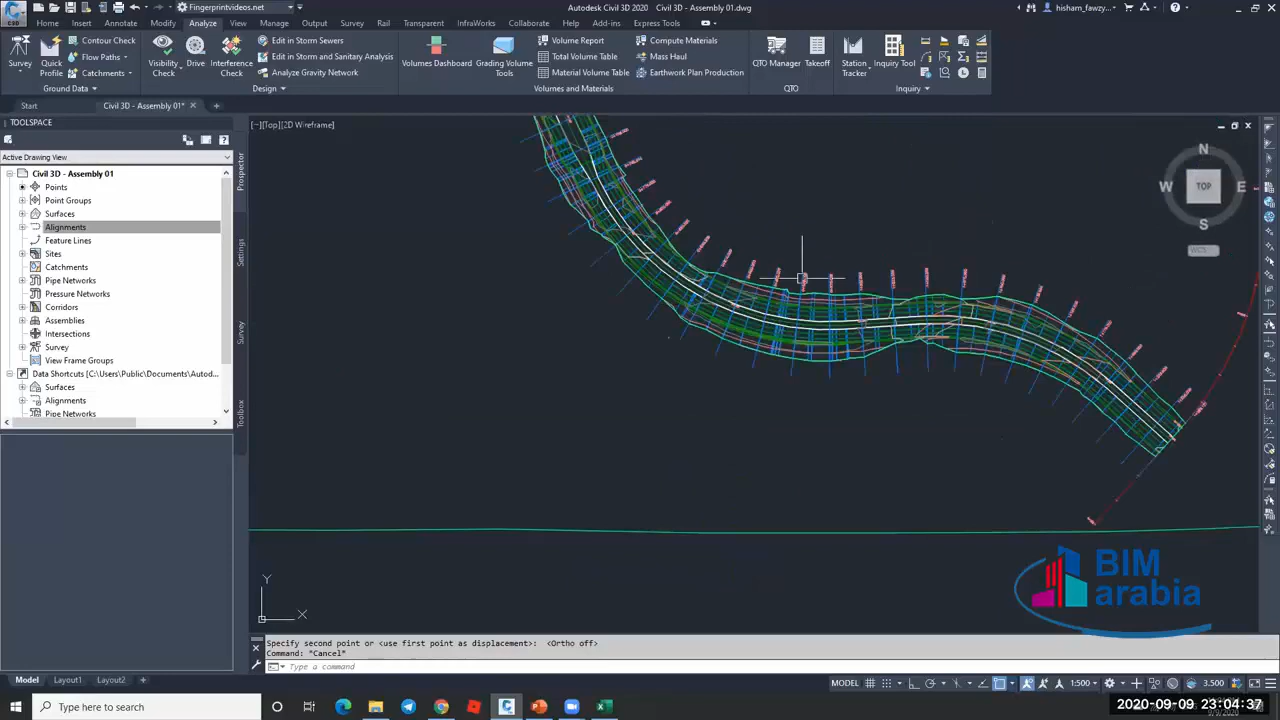 Fingerprintvideos.net
Autodesk Civil 3D 2020 Civil 3D - Assembly 01.dwg
hisham_fawzy...
Home Insert Annotate Modify Analyze View Manage Output Survey Rail Transparent InfraWorks Collaborate Help Add-ins Express Tools
Survey
Quick Profile
Contour Check
Flow Paths
Catchments
Ground Data
Visibility Check
Drive
Interference Check
Edit in Storm Sewers
Edit in Storm and Sanitary Analysis
Analyze Gravity Network
Design
Volumes Dashboard
Grading Volume Tools
Volume Report
Total Volume Table
Material Volume Table
Compute Materials
Mass Haul
Earthwork Plan Production
Volumes and Materials
QTO Manager
Takeoff
QTO
Station Tracker
Inquiry Tool
Inquiry
Start
Civil 3D - Assembly 01*
TOOLSPACE
Active Drawing View
Civil 3D - Assembly 01
Points
Point Groups
Surfaces
Alignments
Feature Lines
Sites
Catchments
Pipe Networks
Pressure Networks
Corridors
Assemblies
Intersections
Survey
View Frame Groups
Data Shortcuts [C:\Users\Public\Documents\Autod...
Surfaces
Alignments
Pipe Networks
Prospector
Settings
Survey
Toolbox
[−][Top][2D Wireframe]
N
W TOP E
S
WCS
Y
X
BIM
arabia
Specify second point or <use first point as displacement>: <Ortho off>
Command: *Cancel*
Type a command
Model Layout1 Layout2
MODEL
1:500
3.500
Type here to search
2020-09-09 23:04:37